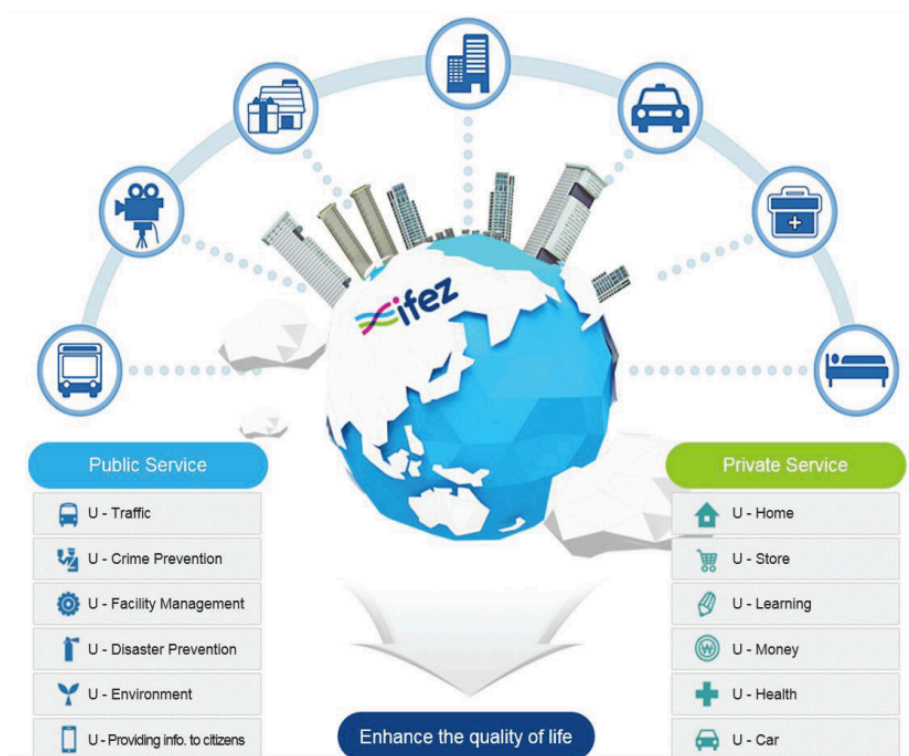 ifez
Public Service
U - Traffic
U - Crime Prevention
U - Facility Management
U - Disaster Prevention
U - Environment
U - Providing info. to citizens
Private Service
U - Home
U - Store
U - Learning
U - Money
U - Health
U - Car
Enhance the quality of life